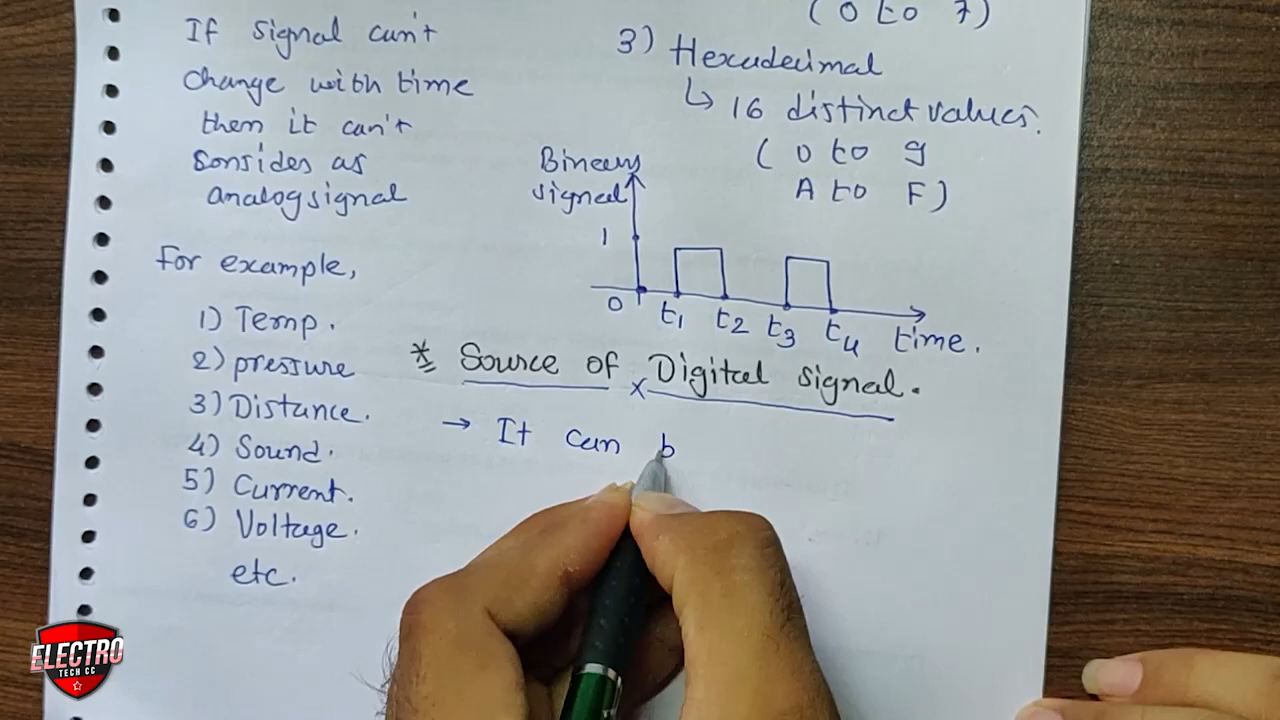 If signal can't
change with time
then it can't
Consider as
analog signal
For example,
1) Temp.
2) pressure
3) Distance.
4) Sound.
5) Current.
6) Voltage.
etc.
(0 to 7)
3) Hexadecimal
↳ 16 distinct values.
( 0 to 9
A to F)
Binary
signal
1
0 t1 t2 t3 t4 time.
* Source of Digital signal.
→ It can b
ELECTRO
TECH CC